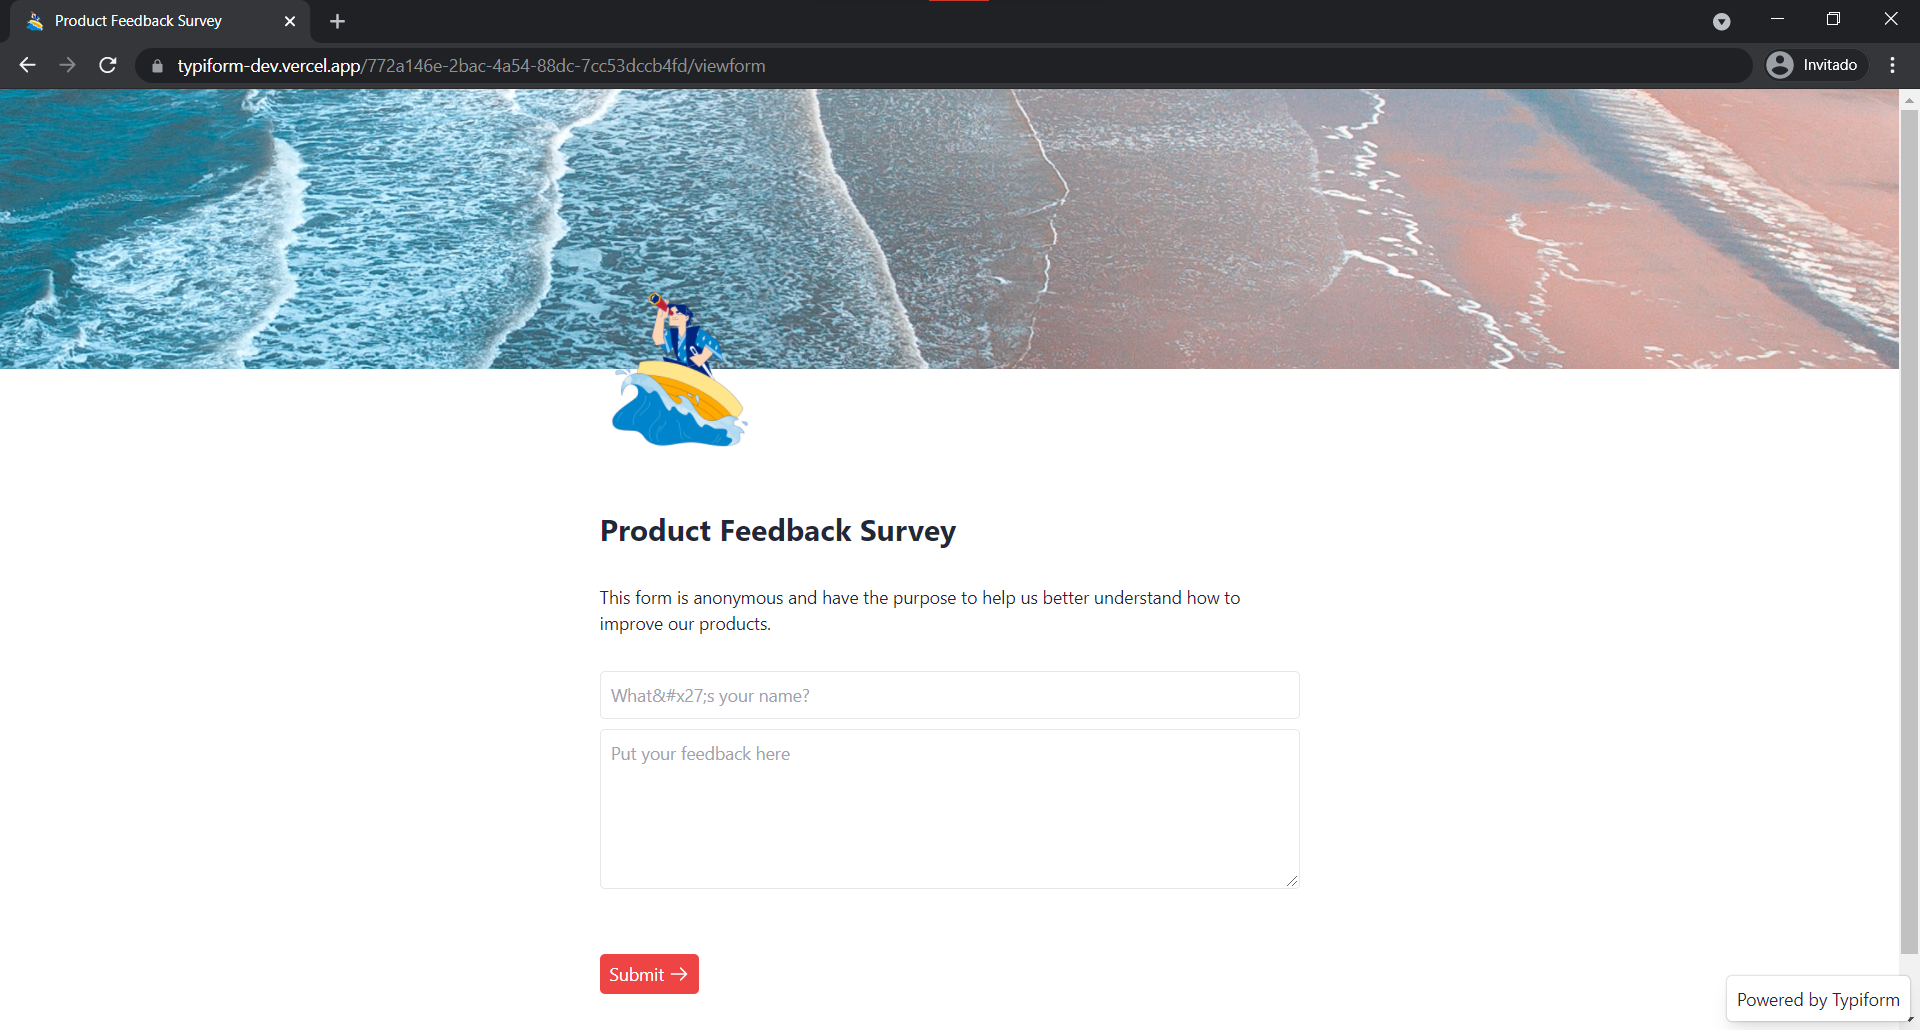 Product Feedback Survey
typiform-dev.vercel.app/772a146e-2bac-4a54-88dc-7cc53dccb4fd/viewform
Invitado
Product Feedback Survey
This form is anonymous and have the purpose to help us better understand how to
improve our products.
What&#x27;s your name?
Put your feedback here
Submit →
Powered by Typiform